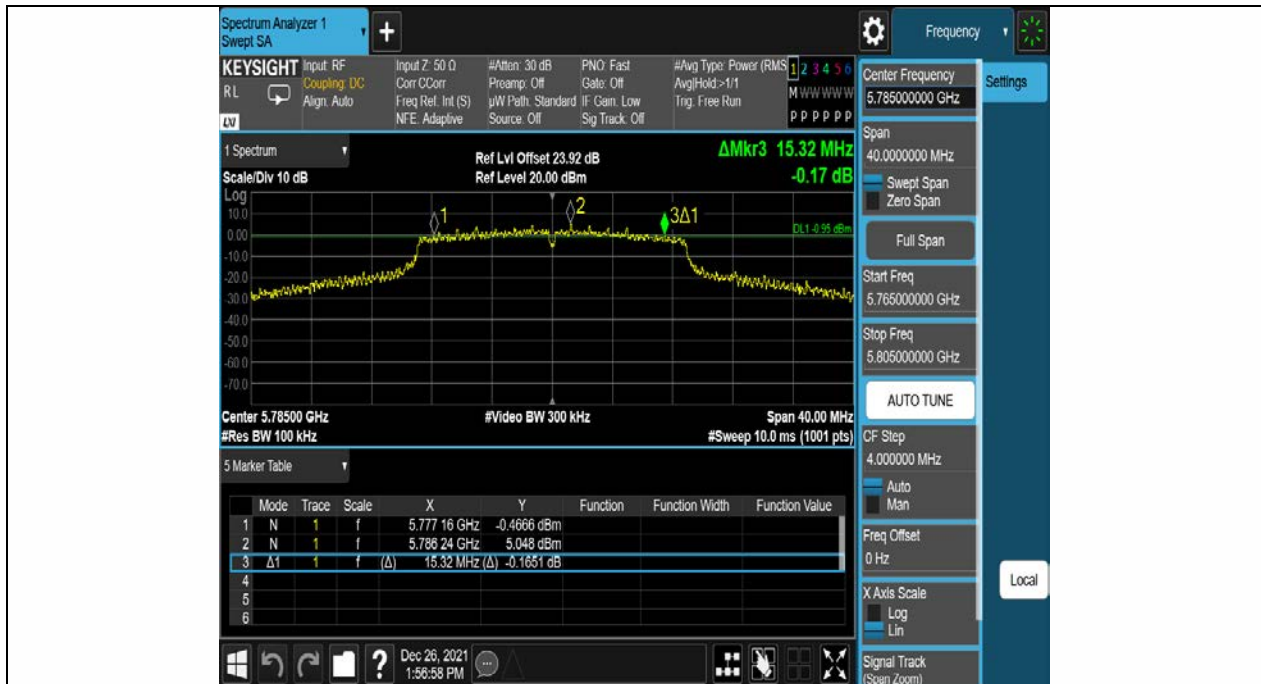 Spectrum Analyzer 1
Swept SA
+
Frequency
KEYSIGHT
RL
LXI
Input: RF
Coupling: DC
Align: Auto
Input Z: 50 Ω
Corr CCorr
Freq Ref: Int (S)
NFE: Adaptive
#Atten: 30 dB
Preamp: Off
µW Path: Standard
Source: Off
PNO: Fast
Gate: Off
IF Gain: Low
Sig Track: Off
#Avg Type: Power (RMS
Avg|Hold:>1/1
Trig: Free Run
1 2 3 4 5 6
M W W W W W
P P P P P P
1 Spectrum
Scale/Div 10 dB
Ref Lvl Offset 23.92 dB
Ref Level 20.00 dBm
ΔMkr3 15.32 MHz
-0.17 dB
Log
10.0
0.00
-10.0
-20.0
-30.0
-40.0
-50.0
-60.0
-70.0
1
2
3Δ1
DL1 -0.95 dBm
Center 5.78500 GHz
#Video BW 300 kHz
Span 40.00 MHz
#Res BW 100 kHz
#Sweep 10.0 ms (1001 pts)
5 Marker Table
Mode Trace Scale X Y Function Function Width Function Value
1 N 1 f 5.777 16 GHz -0.4666 dBm
2 N 1 f 5.786 24 GHz 5.048 dBm
3 Δ1 1 f (Δ) 15.32 MHz (Δ) -0.1651 dB
4
5
6
Center Frequency
5.785000000 GHz
Settings
Span
40.0000000 MHz
Swept Span
Zero Span
Full Span
Start Freq
5.765000000 GHz
Stop Freq
5.805000000 GHz
AUTO TUNE
CF Step
4.000000 MHz
Auto
Man
Freq Offset
0 Hz
X Axis Scale
Log
Lin
Local
Signal Track
(Span Zoom)
?
Dec 26, 2021
1:56:58 PM